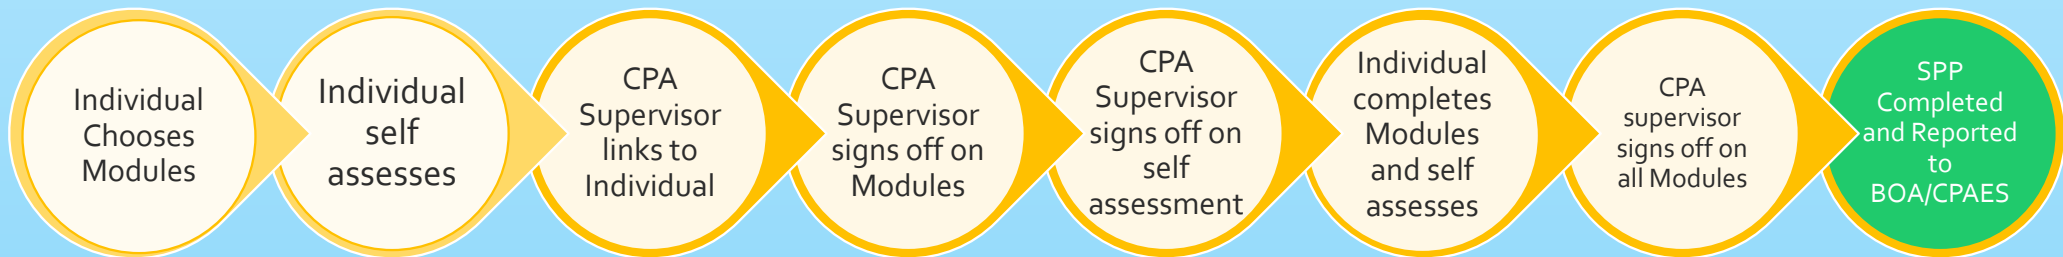 Individual
Chooses
Modules
Individual
self
assesses
CPA
Supervisor
links to
Individual
CPA
Supervisor
signs off on
Modules
CPA
Supervisor
signs off on
self
assessment
Individual
completes
Modules
and self
assesses
CPA
supervisor
signs off on
all Modules
SPP
Completed
and Reported
to
BOA/CPAES